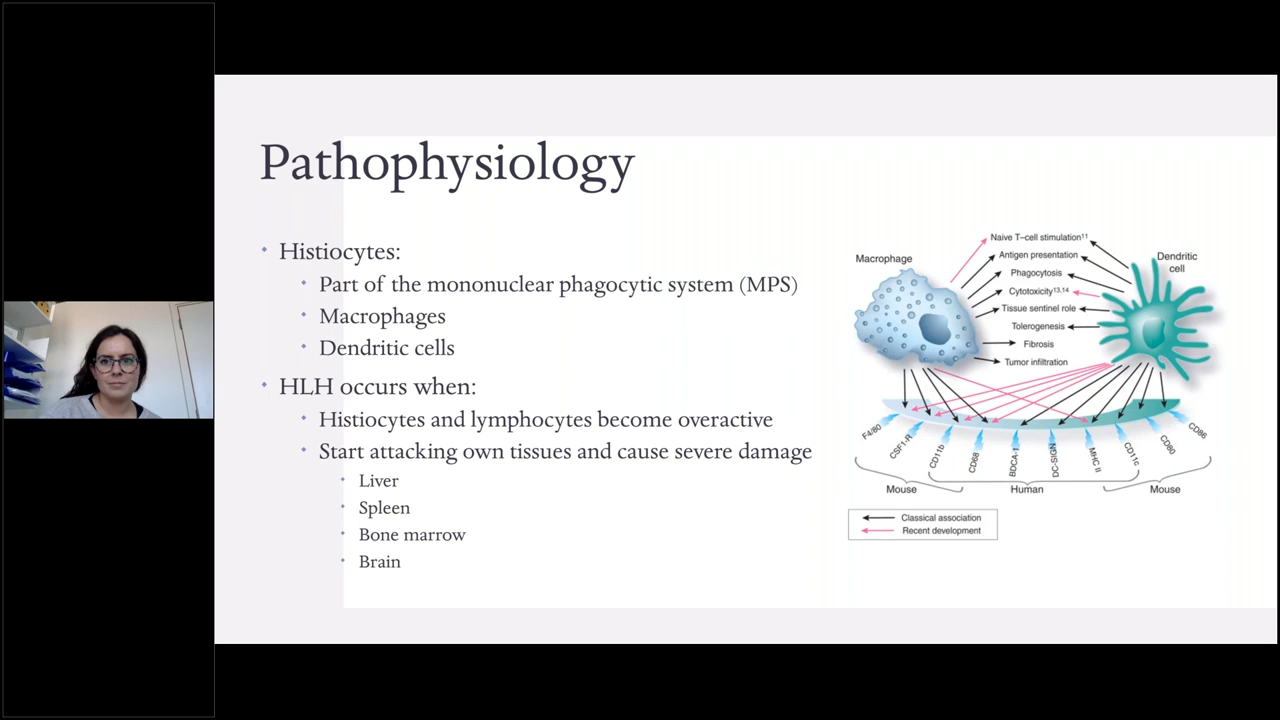 Pathophysiology
Histiocytes:
Part of the mononuclear phagocytic system (MPS)
Macrophages
Dendritic cells
HLH occurs when:
Histiocytes and lymphocytes become overactive
Start attacking own tissues and cause severe damage
Liver
Spleen
Bone marrow
Brain
Macrophage
Dendritic
cell
Naive T–cell stimulation11
Antigen presentation
Phagocytosis
Cytotoxicity13,14
Tissue sentinel role
Tolerogenesis
Fibrosis
Tumor infiltration
F4/80
CSF1-R
CD11b
CD68
BDCA-1
DC-SIGN
MHC II
CD11c
CD80
CD86
Mouse
Human
Mouse
Classical association
Recent development